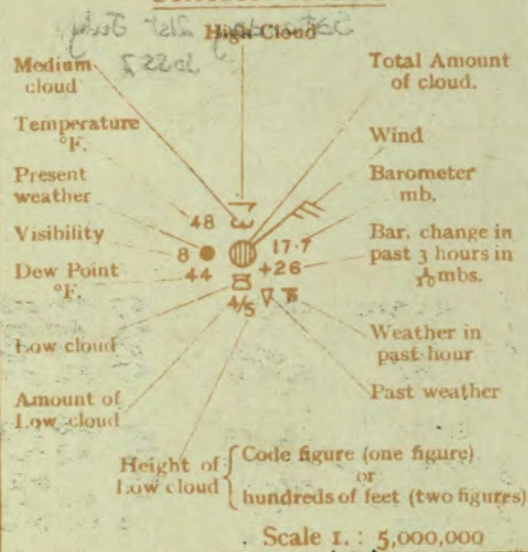 High Cloud
Medium cloud
Total Amount of cloud.
Temperature °F.
Wind
Present weather
Barometer mb.
Visibility
Bar. change in past 3 hours in 1/10 mbs.
Dew Point °F.
48
8
17·7
44
+26
4/5
Low cloud
Weather in past hour
Amount of Low cloud
Past weather
Height of Low cloud
Code figure (one figure)
or
hundreds of feet (two figures)
Scale 1. : 5,000,000